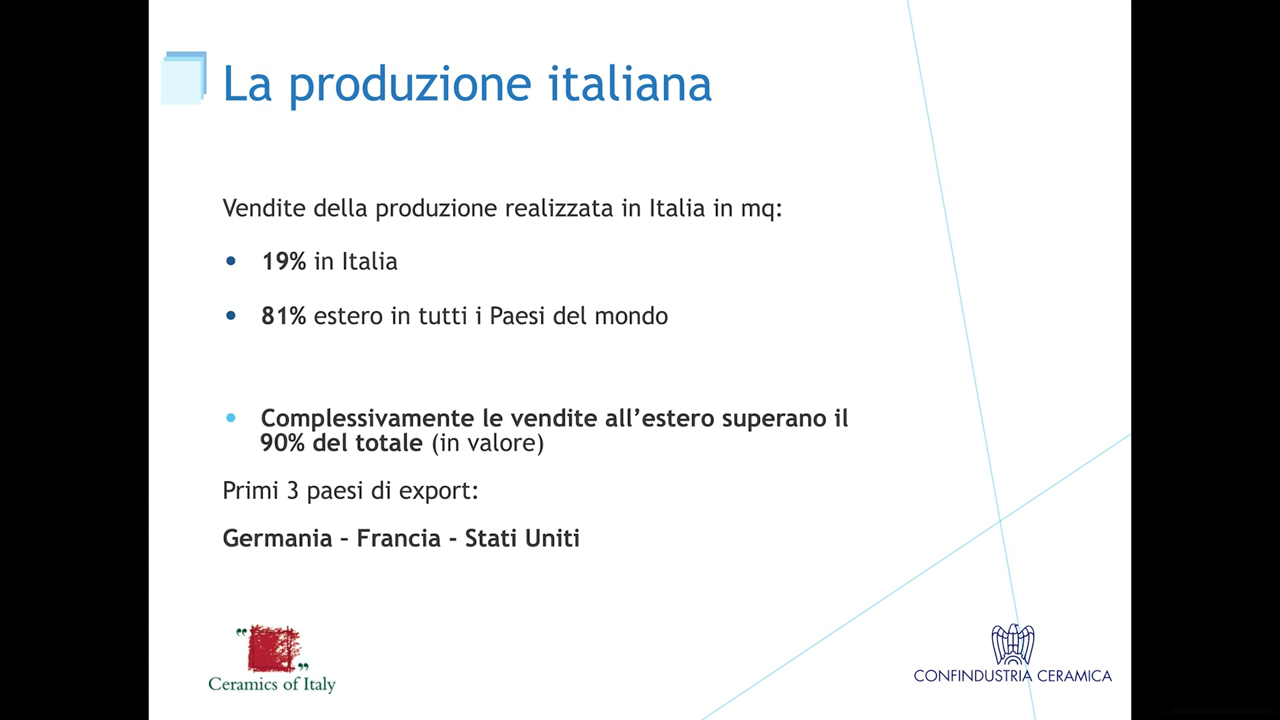 La produzione italiana
Vendite della produzione realizzata in Italia in mq:
• 19% in Italia
• 81% estero in tutti i Paesi del mondo
• Complessivamente le vendite all’estero superano il
90% del totale (in valore)
Primi 3 paesi di export:
Germania – Francia - Stati Uniti
Ceramics of Italy
CONFINDUSTRIA CERAMICA